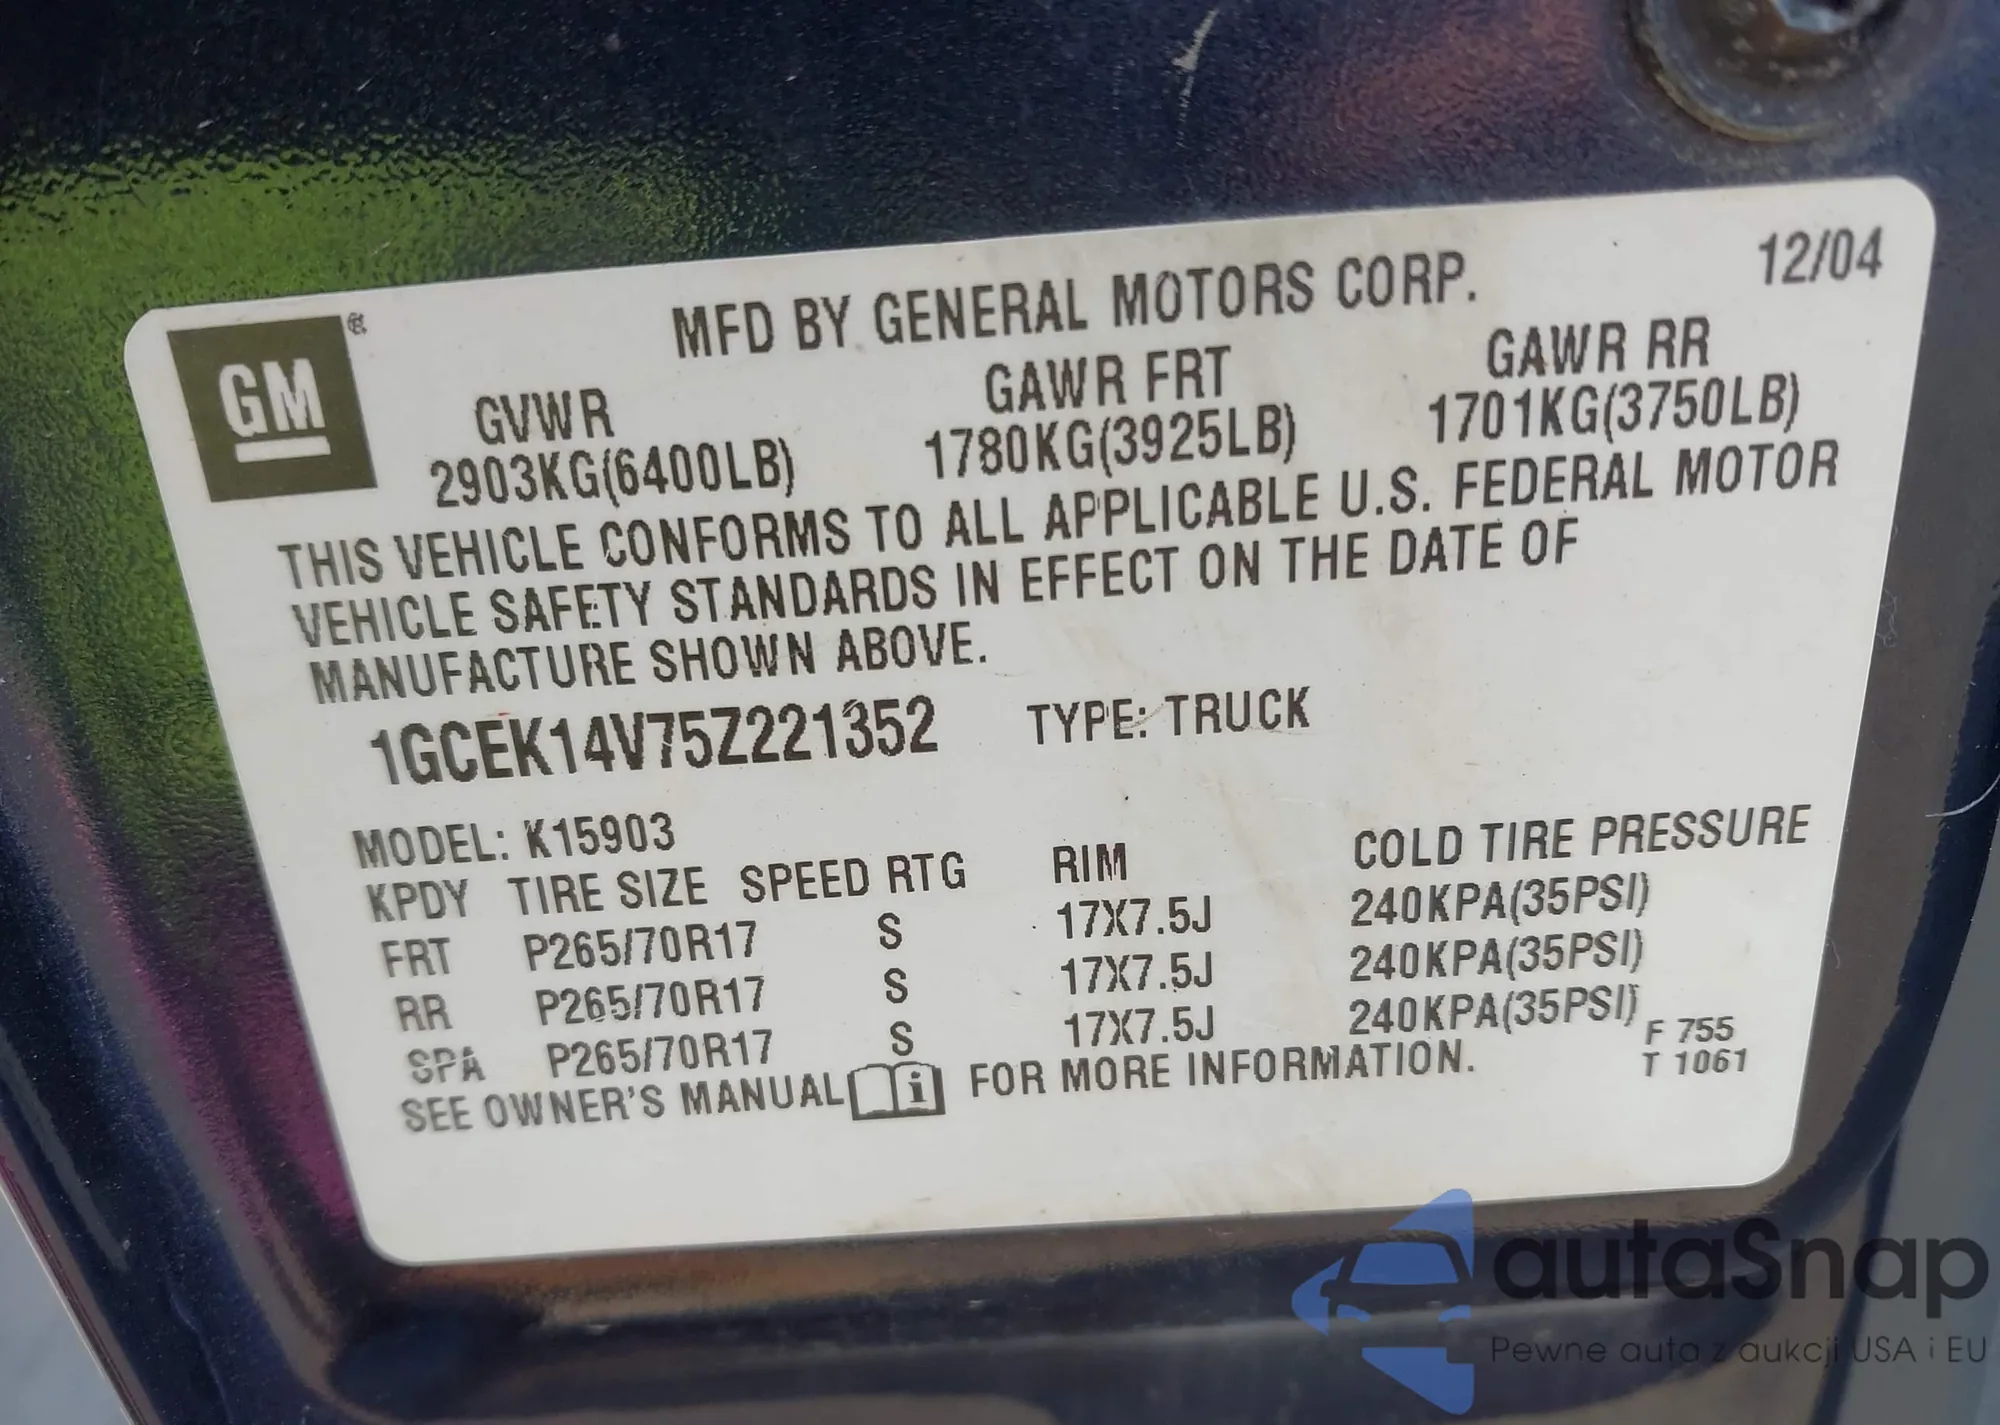 12/04
GM
MFD BY GENERAL MOTORS CORP.
GVWR GAWR FRT GAWR RR
2903KG(6400LB) 1780KG(3925LB) 1701KG(3750LB)
THIS VEHICLE CONFORMS TO ALL APPLICABLE U.S. FEDERAL MOTOR
VEHICLE SAFETY STANDARDS IN EFFECT ON THE DATE OF
MANUFACTURE SHOWN ABOVE.
1GCEK14V75Z221352 TYPE: TRUCK
MODEL: K15903
KPDY TIRE SIZE SPEED RTG RIM COLD TIRE PRESSURE
FRT P265/70R17 S 17X7.5J 240KPA(35PSI)
RR P265/70R17 S 17X7.5J 240KPA(35PSI)
SPA P265/70R17 S 17X7.5J 240KPA(35PSI)
SEE OWNER'S MANUAL i FOR MORE INFORMATION.
F 755
T 1061
autaSnap
Pewne auta z aukcji USA i EU